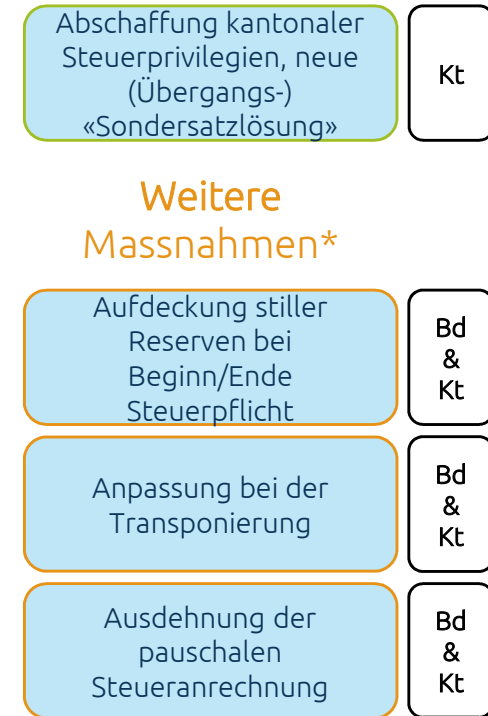 Abschaffung kantonaler
Steuerprivilegien, neue
(Übergangs-)
«Sondersatzlösung»
Kt
Weitere
Massnahmen*
Aufdeckung stiller
Reserven bei
Beginn/Ende
Steuerpflicht
Bd
&
Kt
Anpassung bei der
Transponierung
Bd
&
Kt
Ausdehnung der
pauschalen
Steueranrechnung
Bd
&
Kt